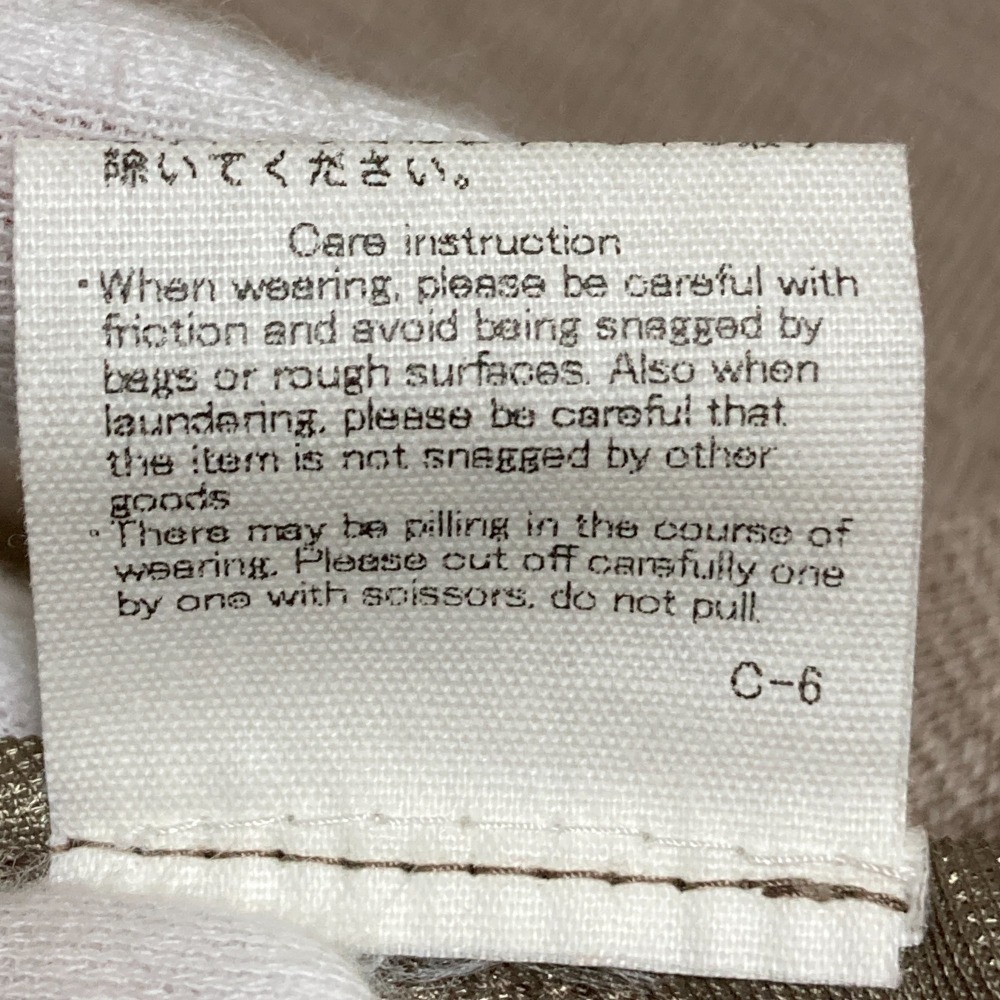 除いてください。
Care instruction
・When wearing, please be careful with
friction and avoid being snagged by
bags or rough surfaces. Also when
laundering, please be careful that
the item is not snagged by other
goods
・There may be pilling in the course of
wearing. Please cut off carefully one
by one with scissors. do not pull.
C-6